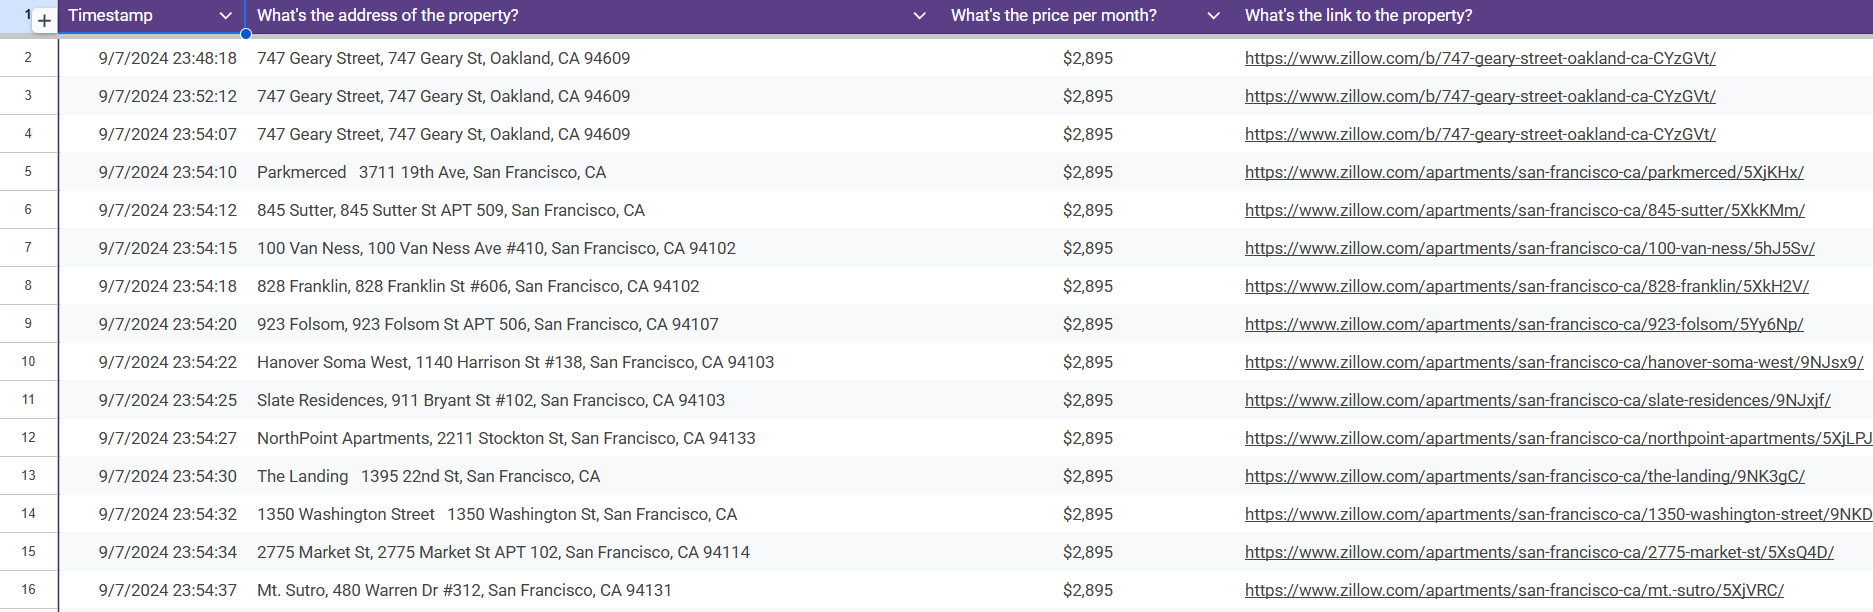 1 Timestamp What's the address of the property? What's the price per month? What's the link to the property?
2 9/7/2024 23:48:18 747 Geary Street, 747 Geary St, Oakland, CA 94609 $2,895 https://www.zillow.com/b/747-geary-street-oakland-ca-CYzGVt/
3 9/7/2024 23:52:12 747 Geary Street, 747 Geary St, Oakland, CA 94609 $2,895 https://www.zillow.com/b/747-geary-street-oakland-ca-CYzGVt/
4 9/7/2024 23:54:07 747 Geary Street, 747 Geary St, Oakland, CA 94609 $2,895 https://www.zillow.com/b/747-geary-street-oakland-ca-CYzGVt/
5 9/7/2024 23:54:10 Parkmerced 3711 19th Ave, San Francisco, CA $2,895 https://www.zillow.com/apartments/san-francisco-ca/parkmerced/5XjKHx/
6 9/7/2024 23:54:12 845 Sutter, 845 Sutter St APT 509, San Francisco, CA $2,895 https://www.zillow.com/apartments/san-francisco-ca/845-sutter/5XkKMm/
7 9/7/2024 23:54:15 100 Van Ness, 100 Van Ness Ave #410, San Francisco, CA 94102 $2,895 https://www.zillow.com/apartments/san-francisco-ca/100-van-ness/5hJ5Sv/
8 9/7/2024 23:54:18 828 Franklin, 828 Franklin St #606, San Francisco, CA 94102 $2,895 https://www.zillow.com/apartments/san-francisco-ca/828-franklin/5XkH2V/
9 9/7/2024 23:54:20 923 Folsom, 923 Folsom St APT 506, San Francisco, CA 94107 $2,895 https://www.zillow.com/apartments/san-francisco-ca/923-folsom/5Yy6Np/
10 9/7/2024 23:54:22 Hanover Soma West, 1140 Harrison St #138, San Francisco, CA 94103 $2,895 https://www.zillow.com/apartments/san-francisco-ca/hanover-soma-west/9NJsx9/
11 9/7/2024 23:54:25 Slate Residences, 911 Bryant St #102, San Francisco, CA 94103 $2,895 https://www.zillow.com/apartments/san-francisco-ca/slate-residences/9NJxjf/
12 9/7/2024 23:54:27 NorthPoint Apartments, 2211 Stockton St, San Francisco, CA 94133 $2,895 https://www.zillow.com/apartments/san-francisco-ca/northpoint-apartments/5XjLPJ
13 9/7/2024 23:54:30 The Landing 1395 22nd St, San Francisco, CA $2,895 https://www.zillow.com/apartments/san-francisco-ca/the-landing/9NK3gC/
14 9/7/2024 23:54:32 1350 Washington Street 1350 Washington St, San Francisco, CA $2,895 https://www.zillow.com/apartments/san-francisco-ca/1350-washington-street/9NKD
15 9/7/2024 23:54:34 2775 Market St, 2775 Market St APT 102, San Francisco, CA 94114 $2,895 https://www.zillow.com/apartments/san-francisco-ca/2775-market-st/5XsQ4D/
16 9/7/2024 23:54:37 Mt. Sutro, 480 Warren Dr #312, San Francisco, CA 94131 $2,895 https://www.zillow.com/apartments/san-francisco-ca/mt.-sutro/5XjVRC/